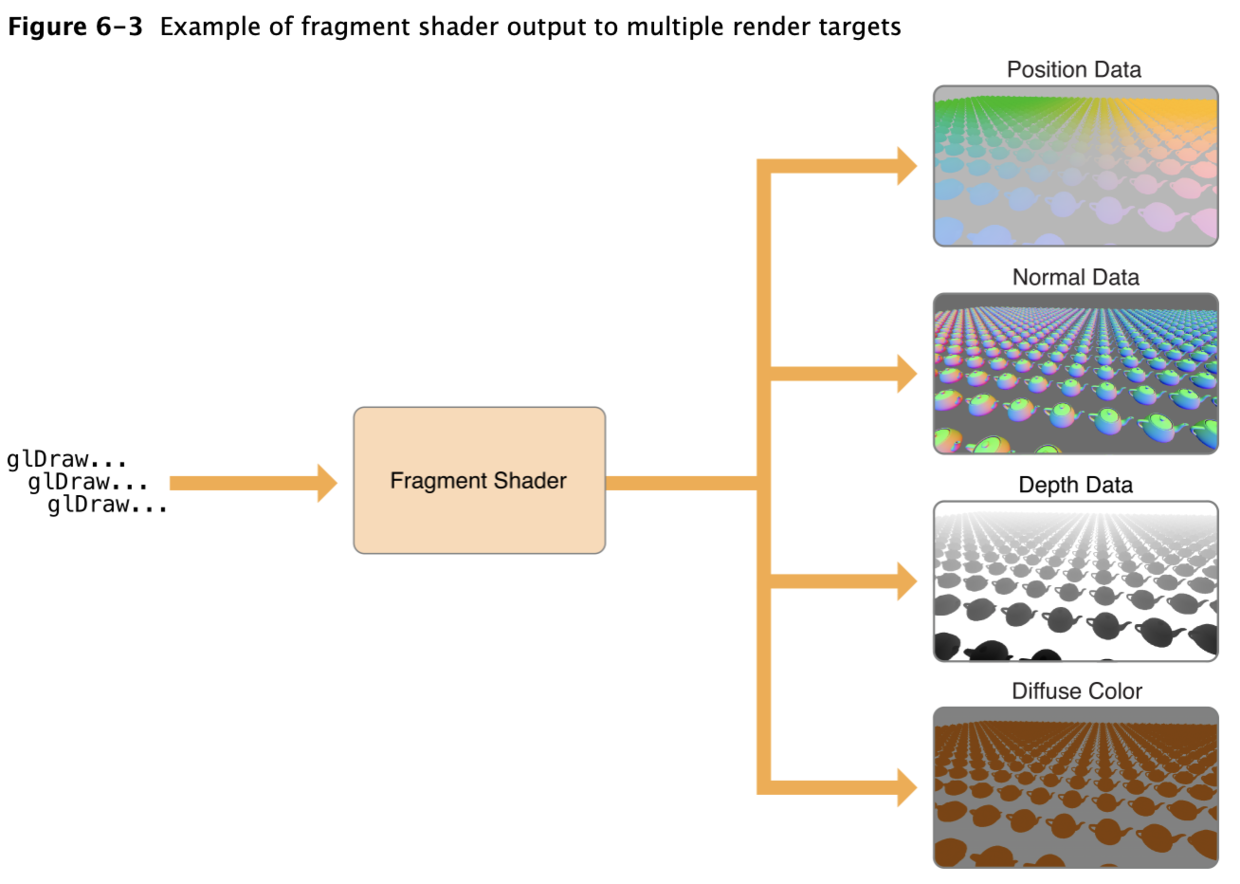 Figure 6-3 Example of fragment shader output to multiple render targets
Position Data
Normal Data
glDraw...
glDraw...
glDraw...
Fragment Shader
Depth Data
Diffuse Color